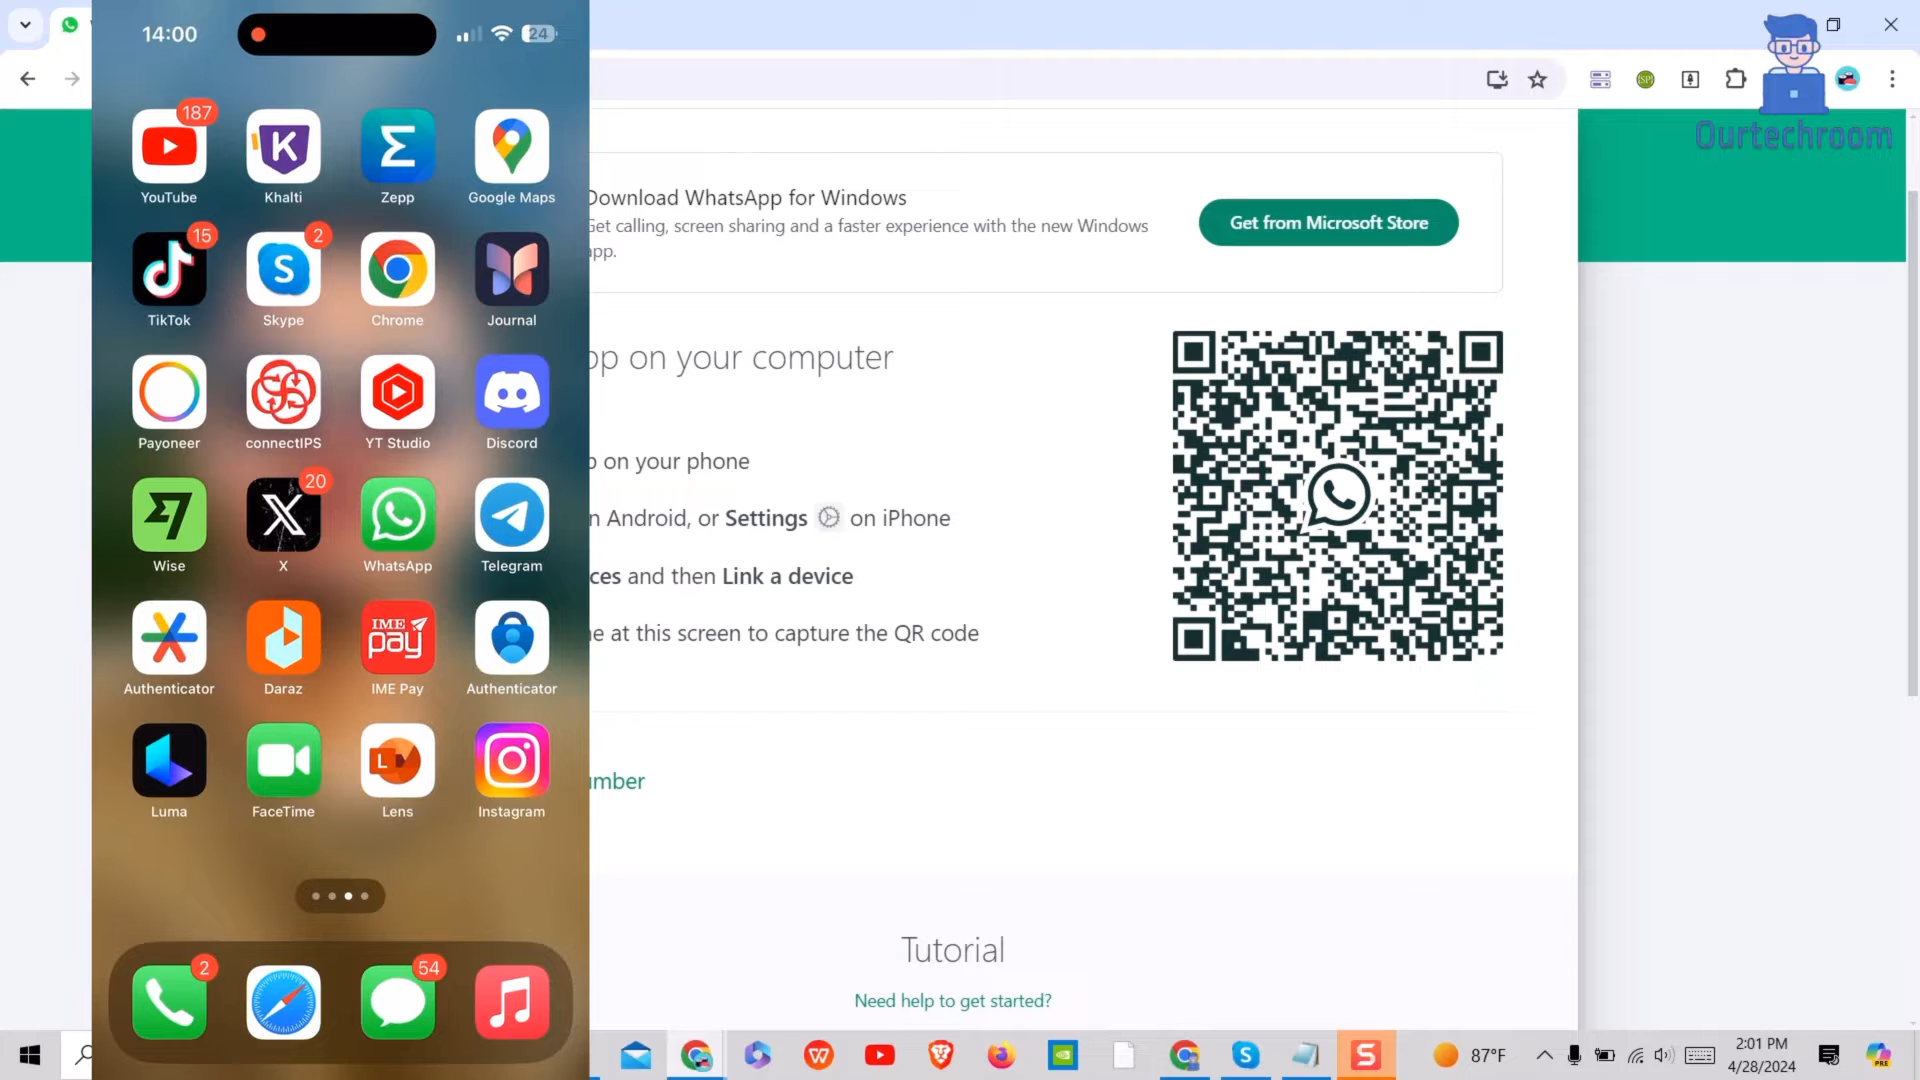 14:00
24
187
YouTube
Khalti
Zepp
Google Maps
15
2
TikTok
Skype
Chrome
Journal
Payoneer
connectIPS
YT Studio
Discord
20
Wise
X
WhatsApp
Telegram
IME
pay
Authenticator
Daraz
IME Pay
Authenticator
Luma
FaceTime
Lens
Instagram
2
54
Ourtechroom
Download WhatsApp for Windows
Get calling, screen sharing and a faster experience with the new Windows
app.
Get from Microsoft Store
pp on your computer
p on your phone
n Android, or Settings on iPhone
ces and then Link a device
ne at this screen to capture the QR code
umber
Tutorial
Need help to get started?
87°F
2:01 PM
4/28/2024
PRE